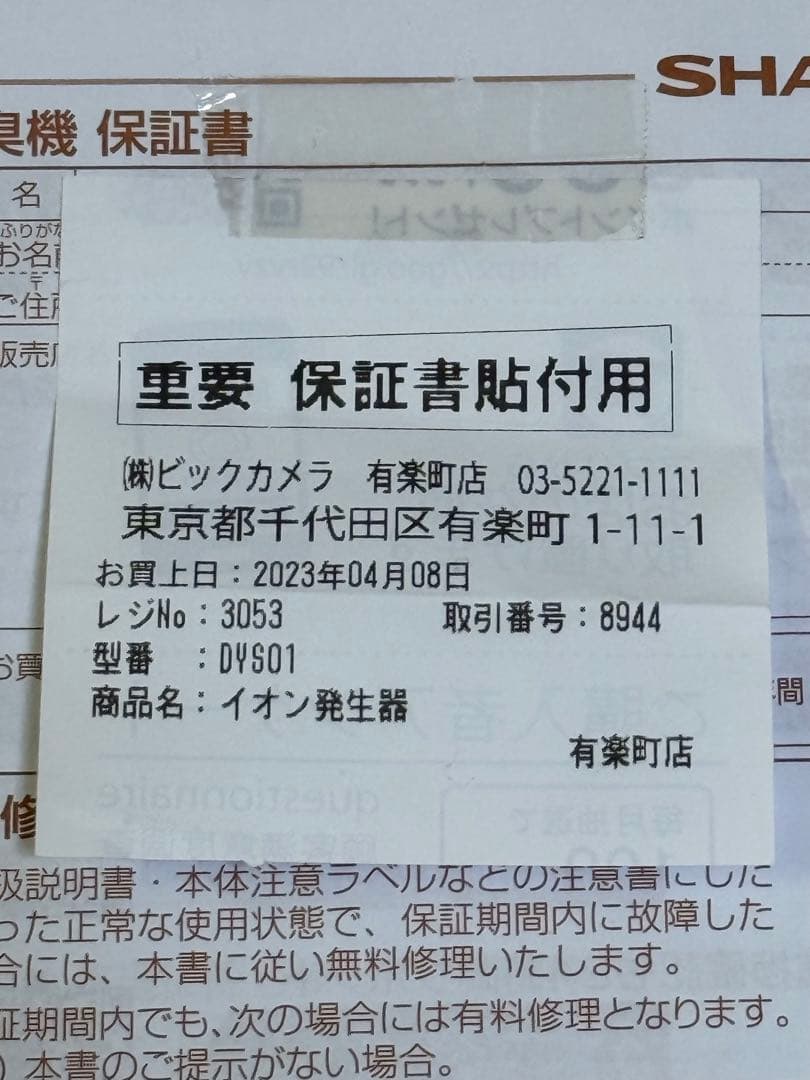 SHA
臭機 保証書
名
ふりがな
お名前
〒
ご住所
販売店
重要 保証書貼付用
㈱ビックカメラ 有楽町店 03-5221-1111
東京都千代田区有楽町 1-11-1
お買上日：2023年04月08日
レジNo：3053 取引番号：8944
型番 ：DYS01
商品名：イオン発生器
有楽町店
お買
間
修
扱説明書・本体注意ラベルなどの注意書にした
った正常な使用状態で、保証期間内に故障した
合には、本書に従い無料修理いたします。
証期間内でも、次の場合には有料修理となります。
）本書のご提示がない場合。